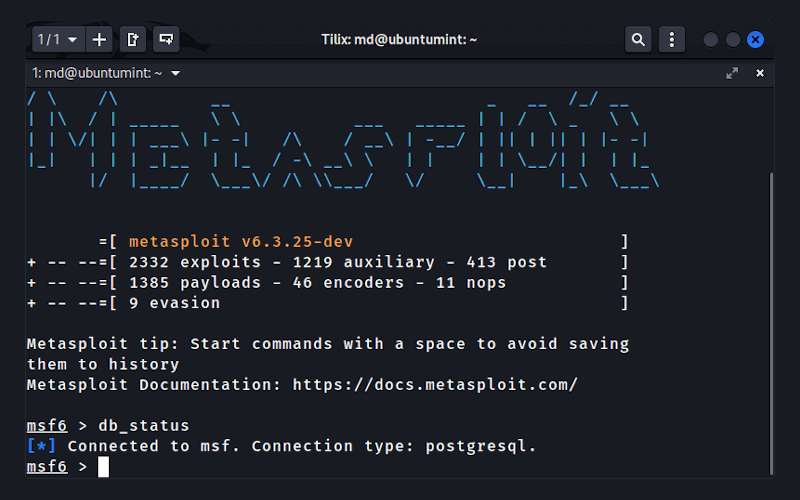 1/1
Tilix: md@ubuntumint: ~
1: md@ubuntumint: ~
METASPLOIT
=[ metasploit v6.3.25-dev ]
+ -- --=[ 2332 exploits - 1219 auxiliary - 413 post ]
+ -- --=[ 1385 payloads - 46 encoders - 11 nops ]
+ -- --=[ 9 evasion ]
Metasploit tip: Start commands with a space to avoid saving
them to history
Metasploit Documentation: https://docs.metasploit.com/
msf6 > db_status
[*] Connected to msf. Connection type: postgresql.
msf6 >